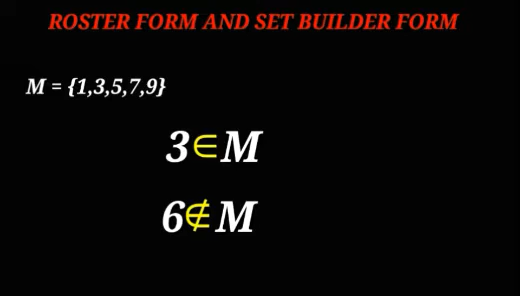 ROSTER FORM AND SET BUILDER FORM
M = {1,3,5,7,9}
3∈M
6∉M